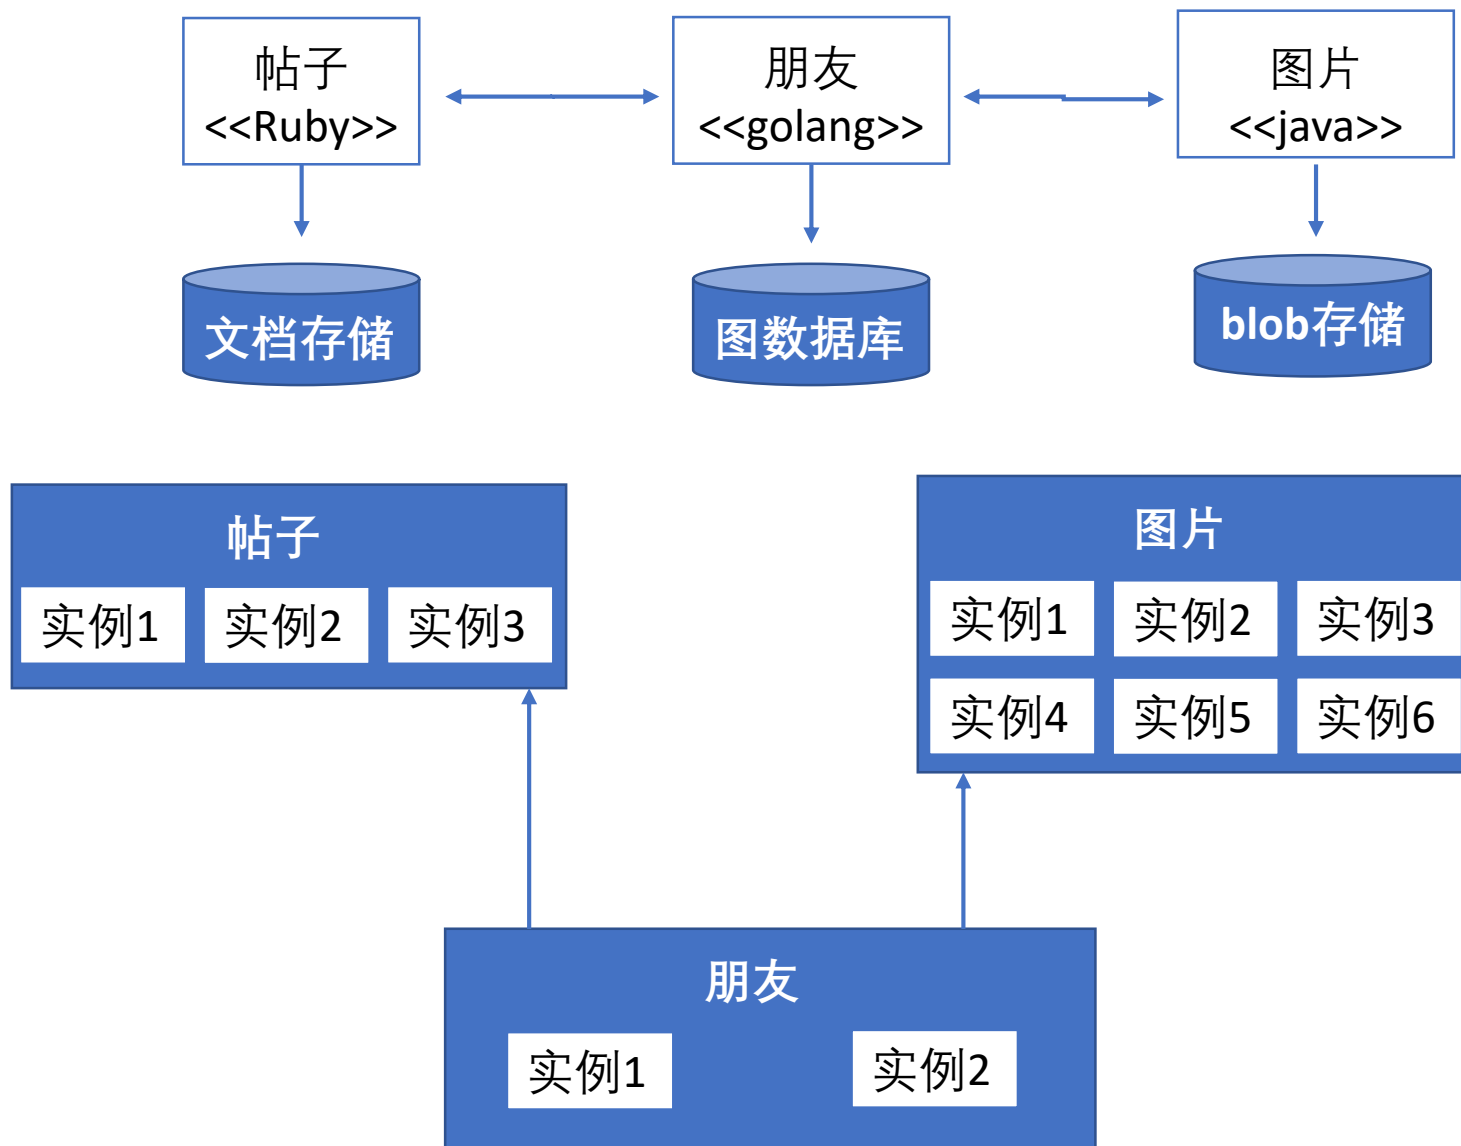 帖子
<<Ruby>>
朋友
<<golang>>
图片
<<java>>
文档存储
图数据库
blob存储
帖子
实例1
实例2
实例3
图片
实例1
实例2
实例3
实例4
实例5
实例6
朋友
实例1
实例2